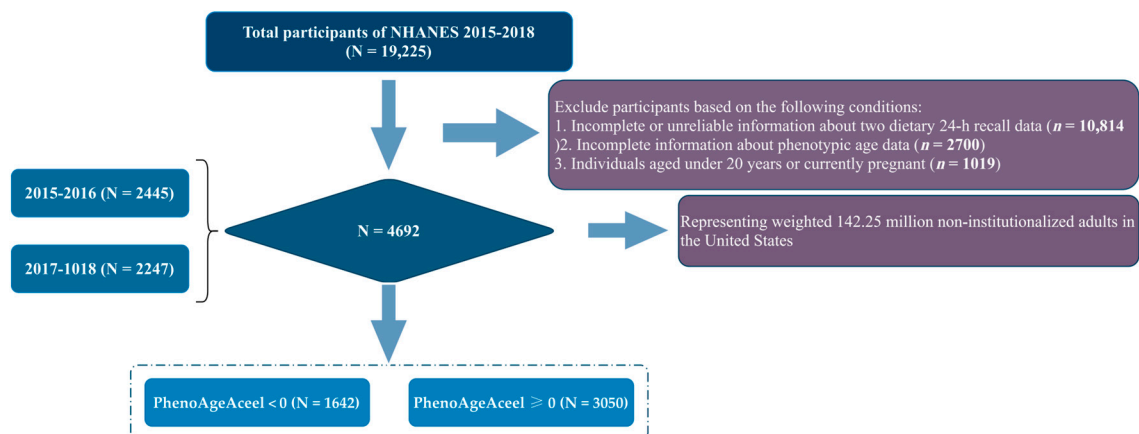 Total participants of NHANES 2015-2018
(N = 19,225)
Exclude participants based on the following conditions:
1. Incomplete or unreliable information about two dietary 24-h recall data (n = 10,814
)2. Incomplete information about phenotypic age data (n = 2700)
3. Individuals aged under 20 years or currently pregnant (n = 1019)
2015-2016 (N = 2445)
2017-1018 (N = 2247)
N = 4692
Representing weighted 142.25 million non-institutionalized adults in
the United States
PhenoAgeAceel < 0 (N = 1642)
PhenoAgeAceel ⩾ 0 (N = 3050)